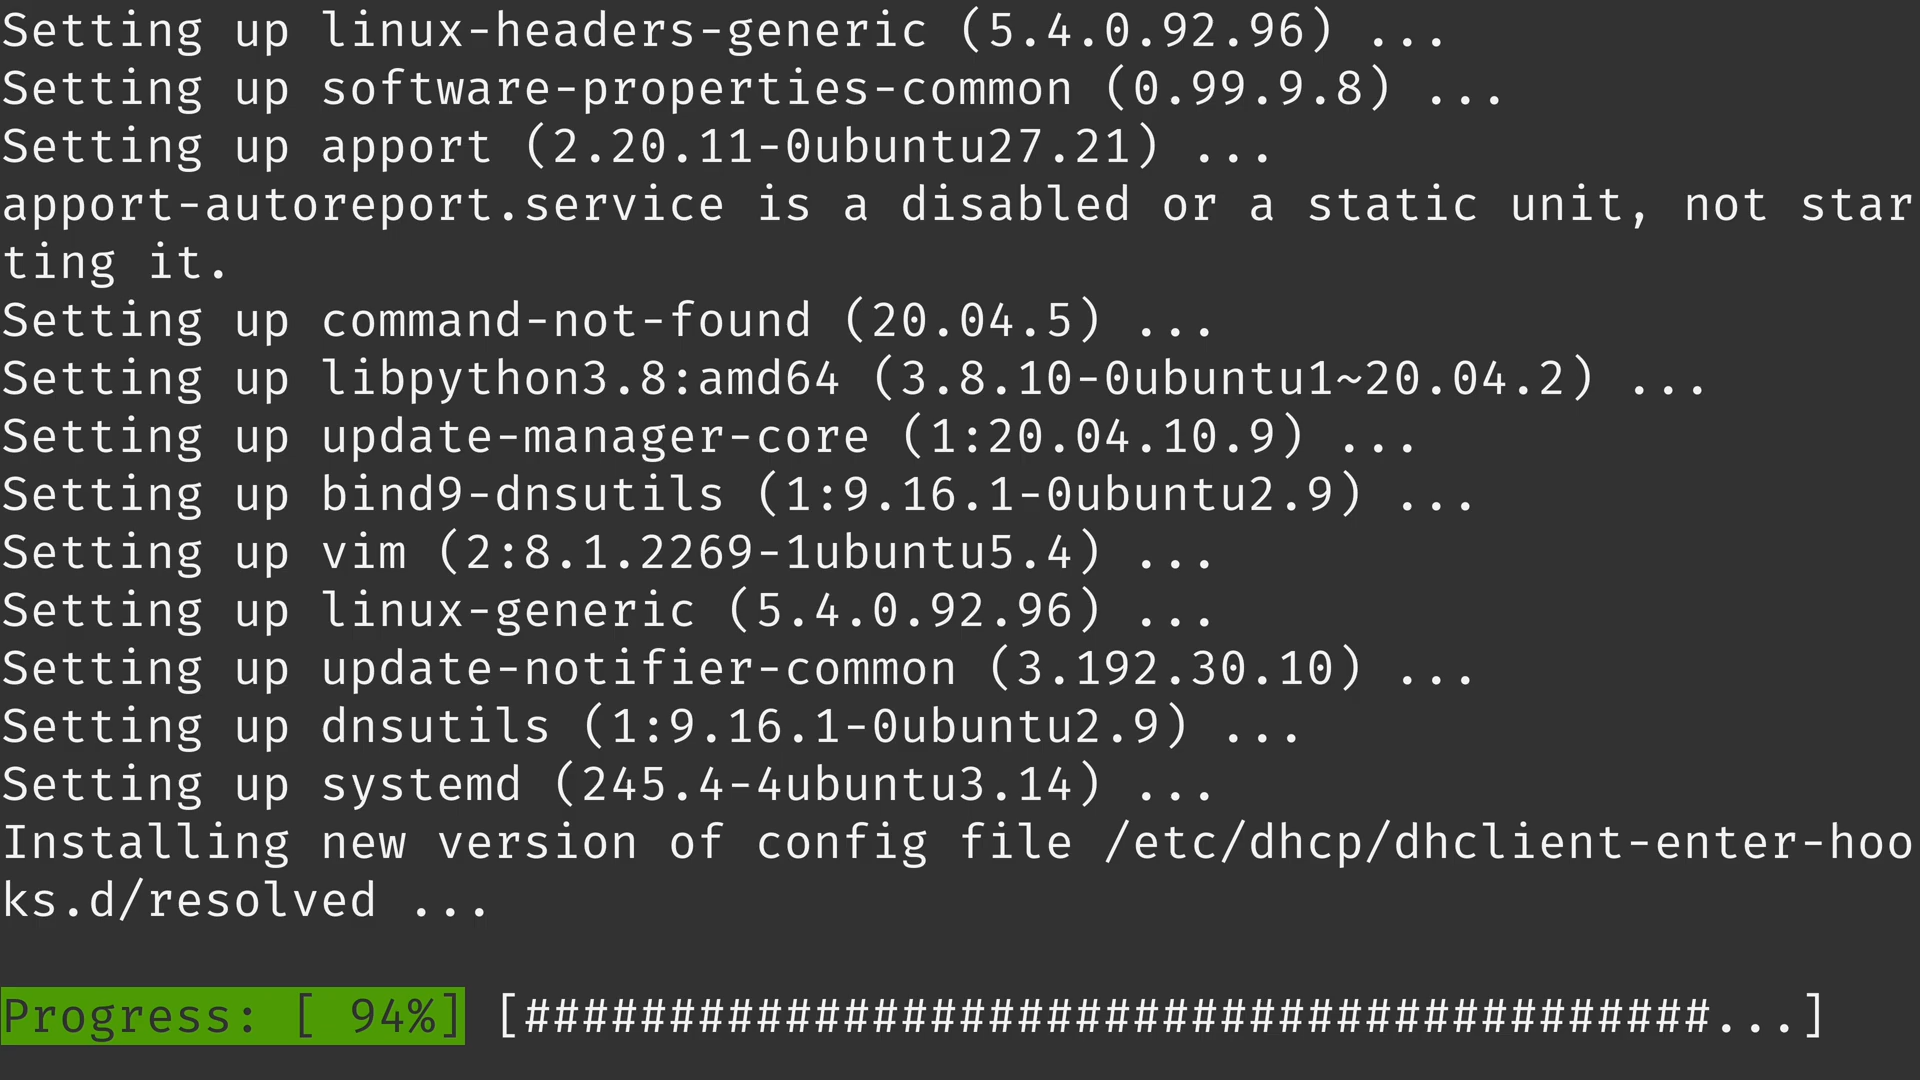 Setting up linux-headers-generic (5.4.0.92.96) ...
Setting up software-properties-common (0.99.9.8) ...
Setting up apport (2.20.11-0ubuntu27.21) ...
apport-autoreport.service is a disabled or a static unit, not star
ting it.
Setting up command-not-found (20.04.5) ...
Setting up libpython3.8:amd64 (3.8.10-0ubuntu1~20.04.2) ...
Setting up update-manager-core (1:20.04.10.9) ...
Setting up bind9-dnsutils (1:9.16.1-0ubuntu2.9) ...
Setting up vim (2:8.1.2269-1ubuntu5.4) ...
Setting up linux-generic (5.4.0.92.96) ...
Setting up update-notifier-common (3.192.30.10) ...
Setting up dnsutils (1:9.16.1-0ubuntu2.9) ...
Setting up systemd (245.4-4ubuntu3.14) ...
Installing new version of config file /etc/dhcp/dhclient-enter-hoo
ks.d/resolved ...
Progress: [ 94%] [#########################################...]